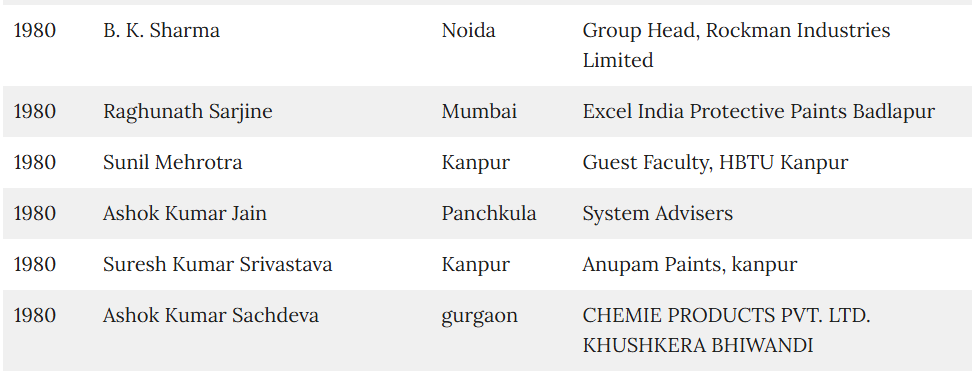 1980 B. K. Sharma Noida Group Head, Rockman Industries
Limited
1980 Raghunath Sarjine Mumbai Excel India Protective Paints Badlapur
1980 Sunil Mehrotra Kanpur Guest Faculty, HBTU Kanpur
1980 Ashok Kumar Jain Panchkula System Advisers
1980 Suresh Kumar Srivastava Kanpur Anupam Paints, kanpur
1980 Ashok Kumar Sachdeva gurgaon CHEMIE PRODUCTS PVT. LTD.
KHUSHKERA BHIWANDI